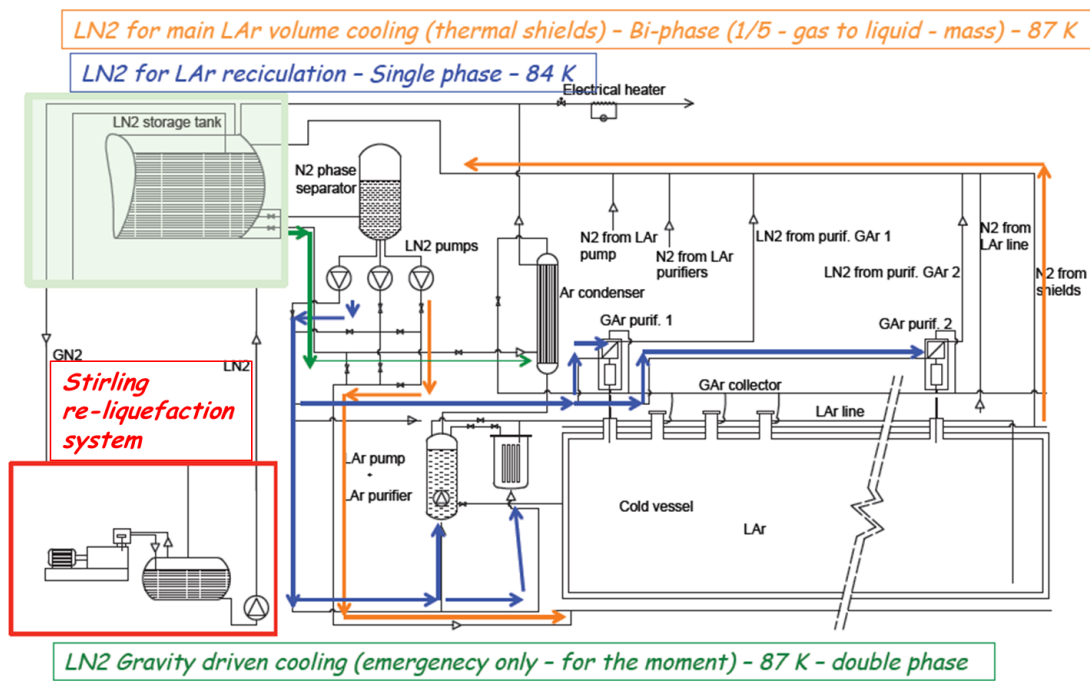 LN2 for main LAr volume cooling (thermal shields) – Bi-phase (1/5 - gas to liquid - mass) – 87 K
LN2 for LAr reciculation – Single phase – 84 K
Electrical heater
LN2 storage tank
N2 phase
separator
LN2 pumps
N2 from LAr
pump
N2 from LAr
purifiers
LN2 from purif. GAr 1
LN2 from purif. GAr 2
N2 from
LAr line
N2 from
shields
Ar condenser
GAr purif. 1
GAr purif. 2
GN2
LN2
Stirling
re-liquefaction
system
GAr collector
LAr line
LAr pump
+
LAr purifier
Cold vessel
LAr
LN2 Gravity driven cooling (emergenecy only – for the moment) – 87 K – double phase